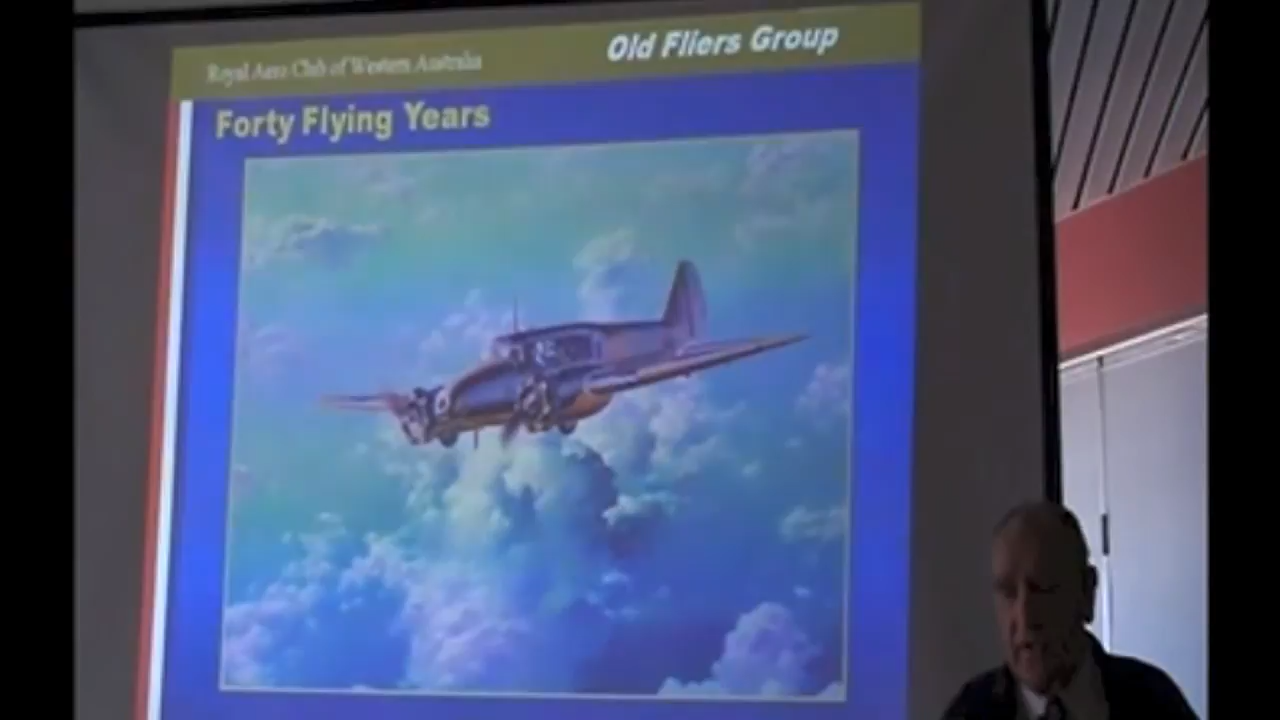 Royal Aero Club of Western Australia
Old Fliers Group
Forty Flying Years